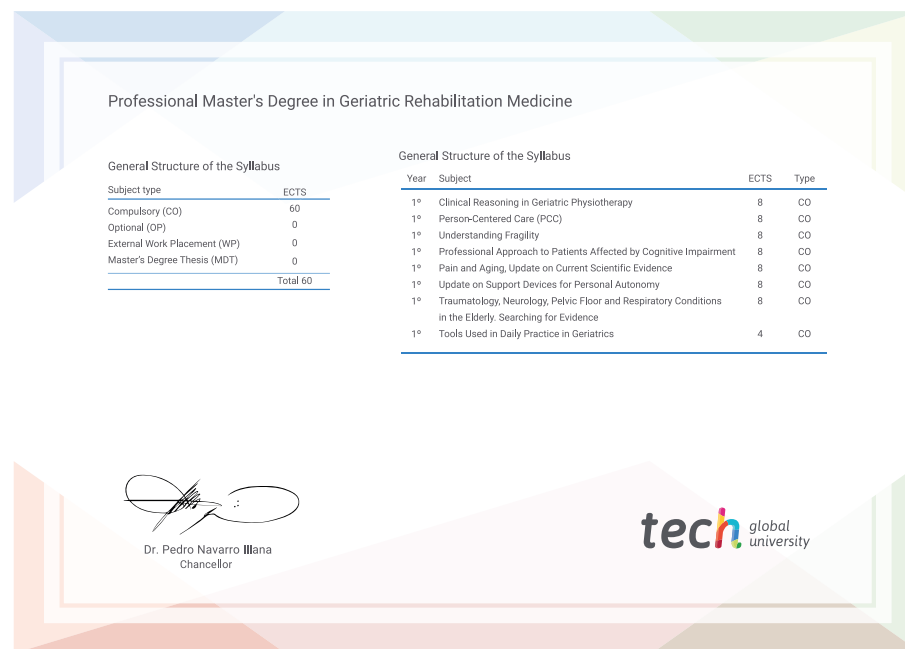 Professional Master's Degree in Geriatric Rehabilitation Medicine
General Structure of the Syllabus
Subject type ECTS
Compulsory (CO) 60
Optional (OP) 0
External Work Placement (WP) 0
Master's Degree Thesis (MDT) 0
Total 60
General Structure of the Syllabus
Year Subject ECTS Type
1º Clinical Reasoning in Geriatric Physiotherapy 8 CO
1º Person-Centered Care (PCC) 8 CO
1º Understanding Fragility 8 CO
1º Professional Approach to Patients Affected by Cognitive Impairment 8 CO
1º Pain and Aging, Update on Current Scientific Evidence 8 CO
1º Update on Support Devices for Personal Autonomy 8 CO
1º Traumatology, Neurology, Pelvic Floor and Respiratory Conditions 8 CO
in the Elderly. Searching for Evidence
1º Tools Used in Daily Practice in Geriatrics 4 CO
Dr. Pedro Navarro Illana
Chancellor
tech global
university